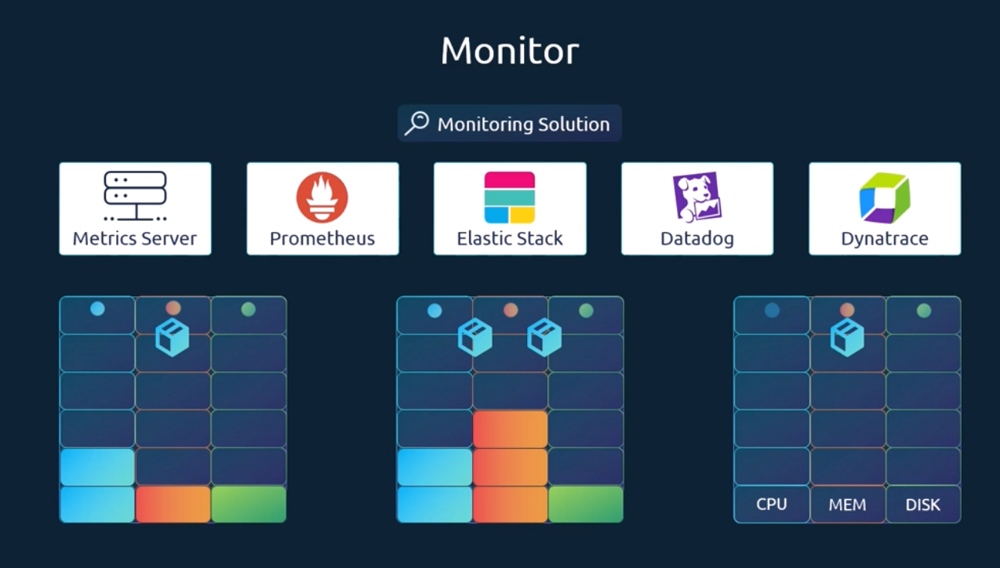 Monitor
Monitoring Solution
Metrics Server
Prometheus
Elastic Stack
Datadog
Dynatrace
CPU
MEM
DISK